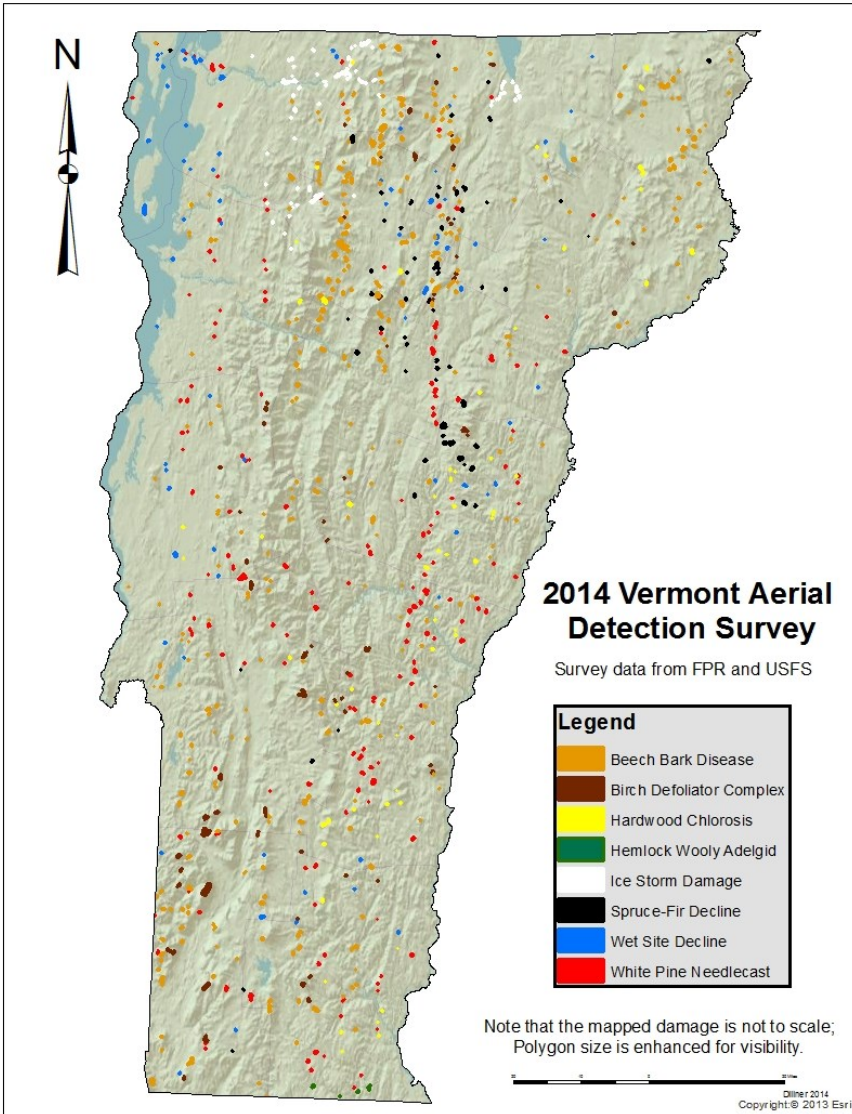 N
2014 Vermont Aerial
Detection Survey
Survey data from FPR and USFS
Legend
Beech Bark Disease
Birch Defoliator Complex
Hardwood Chlorosis
Hemlock Wooly Adelgid
Ice Storm Damage
Spruce-Fir Decline
Wet Site Decline
White Pine Needlecast
Note that the mapped damage is not to scale;
Polygon size is enhanced for visibility.
Dillner 2014
Copyright:© 2013 Esri